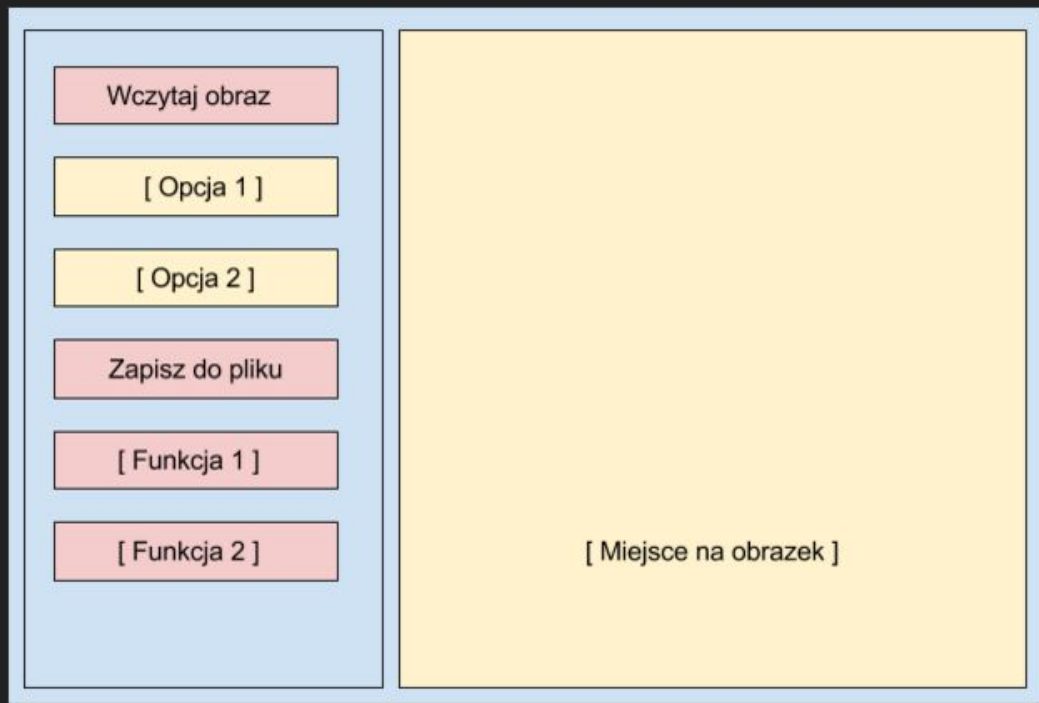 Wczytaj obraz
[ Opcja 1 ]
[ Opcja 2 ]
Zapisz do pliku
[ Funkcja 1 ]
[ Funkcja 2 ]
[ Miejsce na obrazek ]